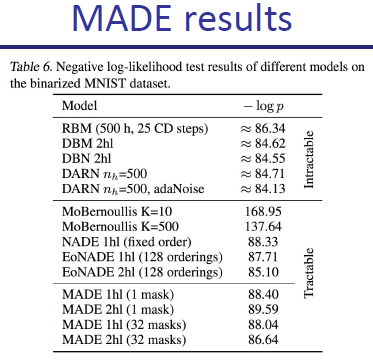 MADE results
Table 6. Negative log-likelihood test results of different models on
the binarized MNIST dataset.
Model − log p
RBM (500 h, 25 CD steps) ≈ 86.34
DBM 2hl ≈ 84.62
DBN 2hl ≈ 84.55
DARN n_h=500 ≈ 84.71
DARN n_h=500, adaNoise ≈ 84.13
Intractable
MoBernoullis K=10 168.95
MoBernoullis K=500 137.64
NADE 1hl (fixed order) 88.33
EoNADE 1hl (128 orderings) 87.71
EoNADE 2hl (128 orderings) 85.10
MADE 1hl (1 mask) 88.40
MADE 2hl (1 mask) 89.59
MADE 1hl (32 masks) 88.04
MADE 2hl (32 masks) 86.64
Tractable